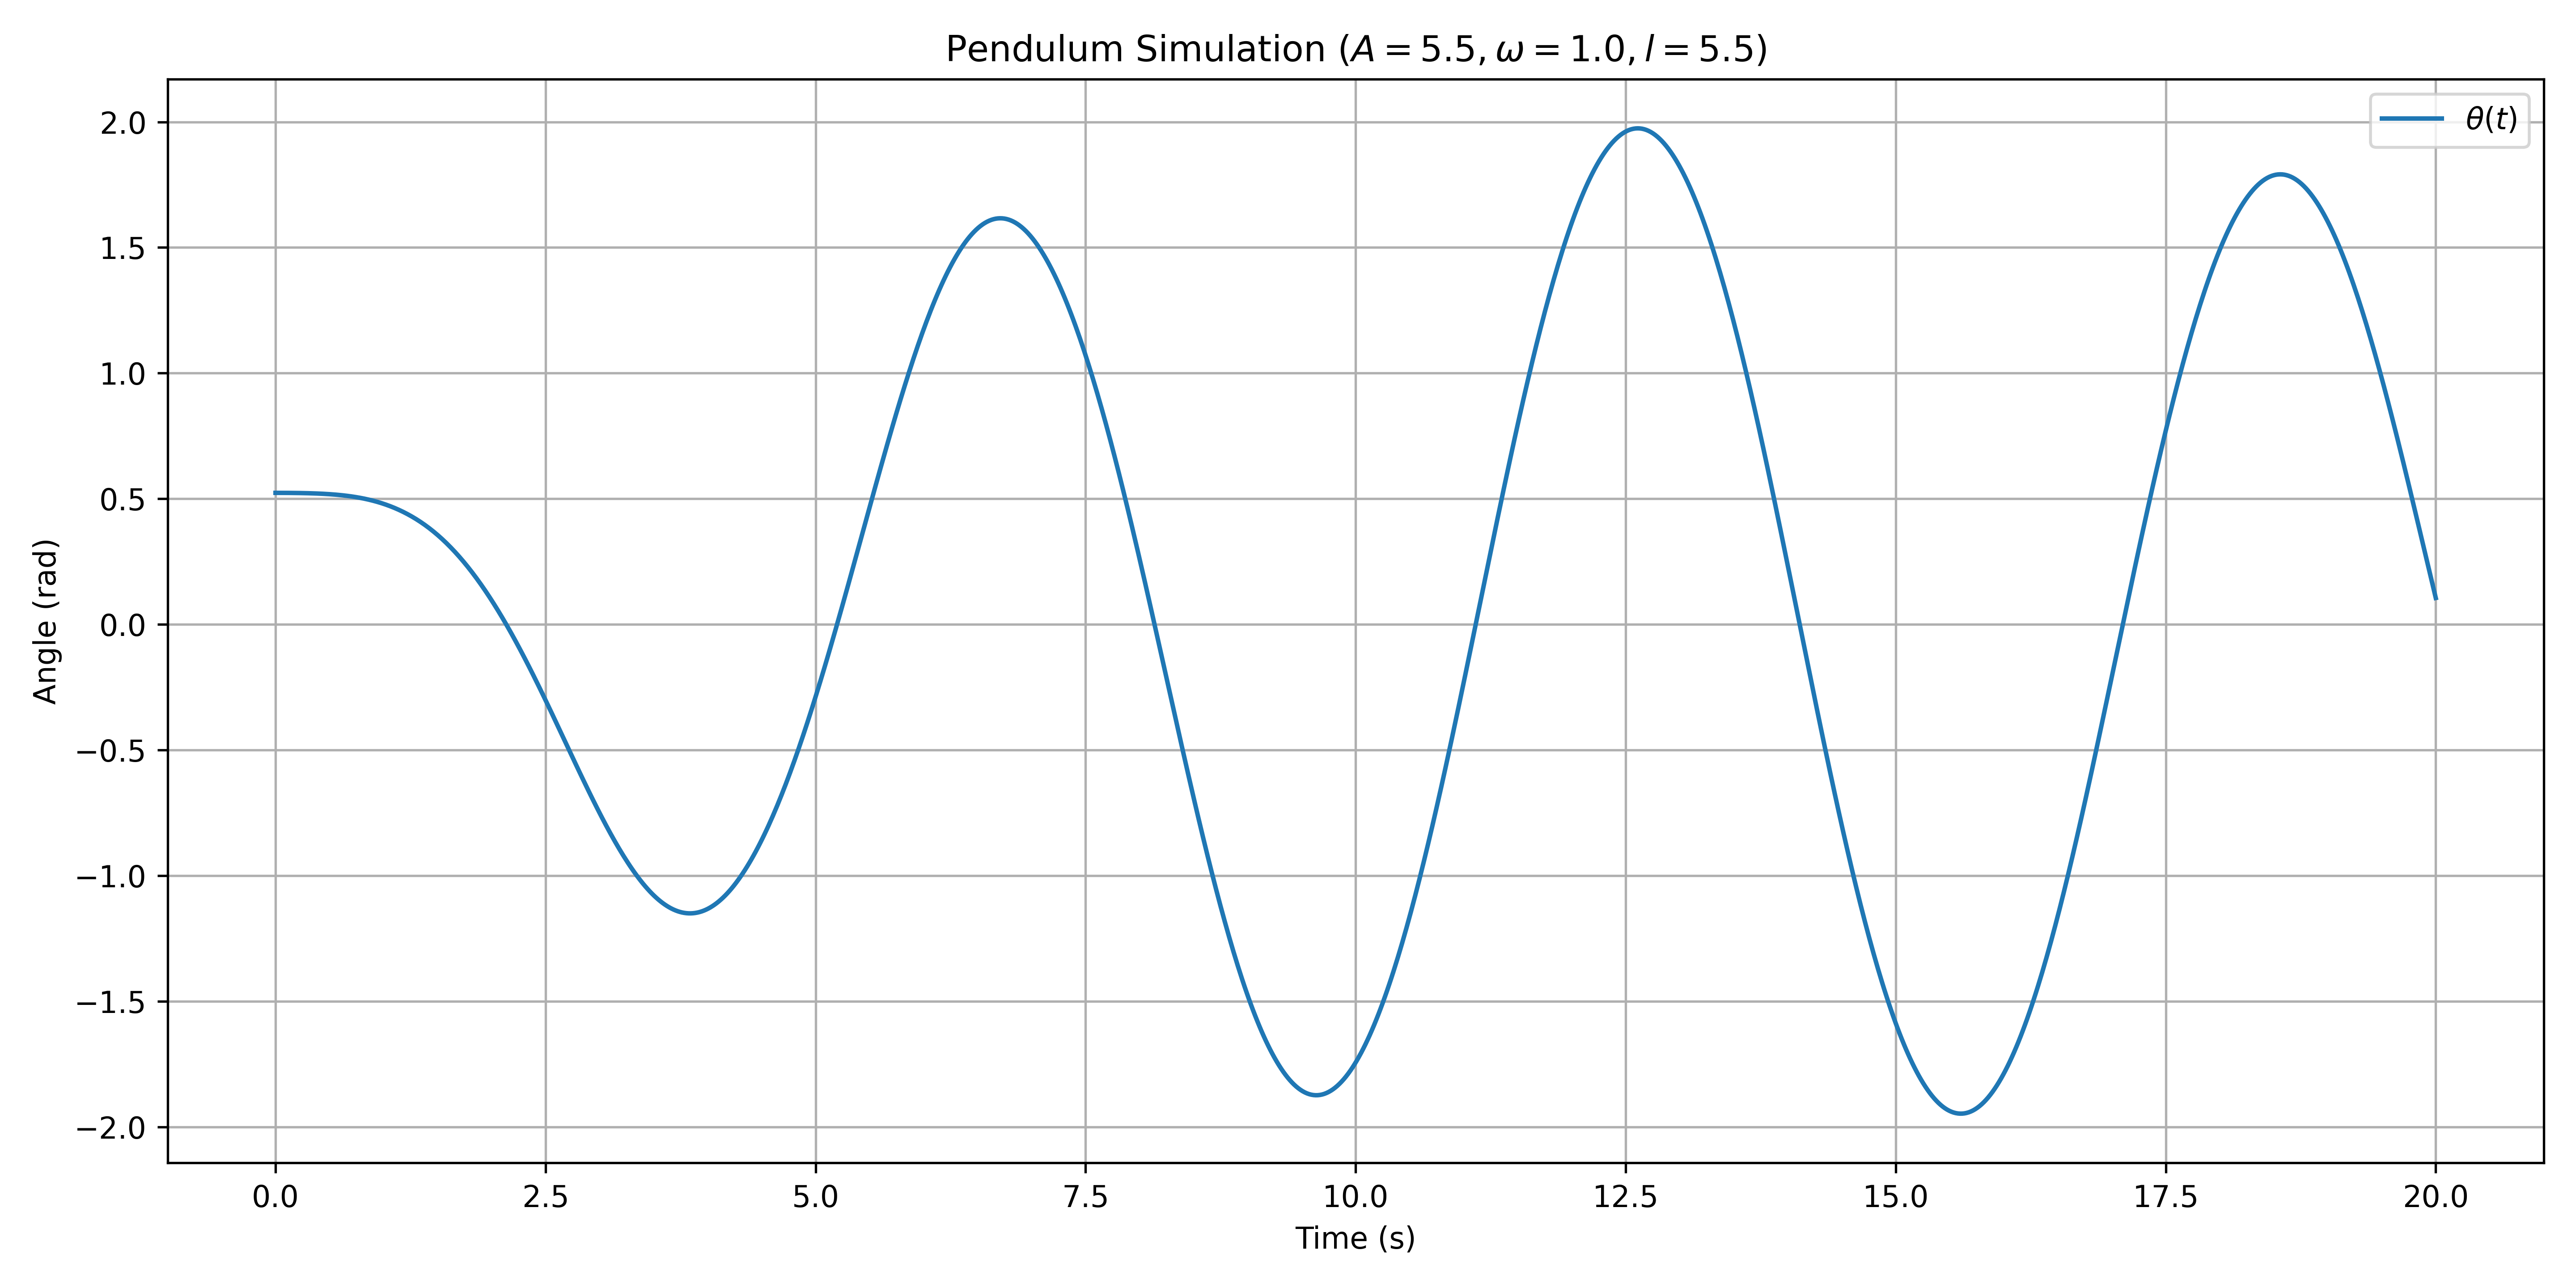 Pendulum Simulation (A = 5.5, ω = 1.0, l = 5.5)
θ(t)
2.0
1.5
1.0
0.5
0.0
−0.5
−1.0
−1.5
−2.0
Angle (rad)
0.0 2.5 5.0 7.5 10.0 12.5 15.0 17.5 20.0
Time (s)